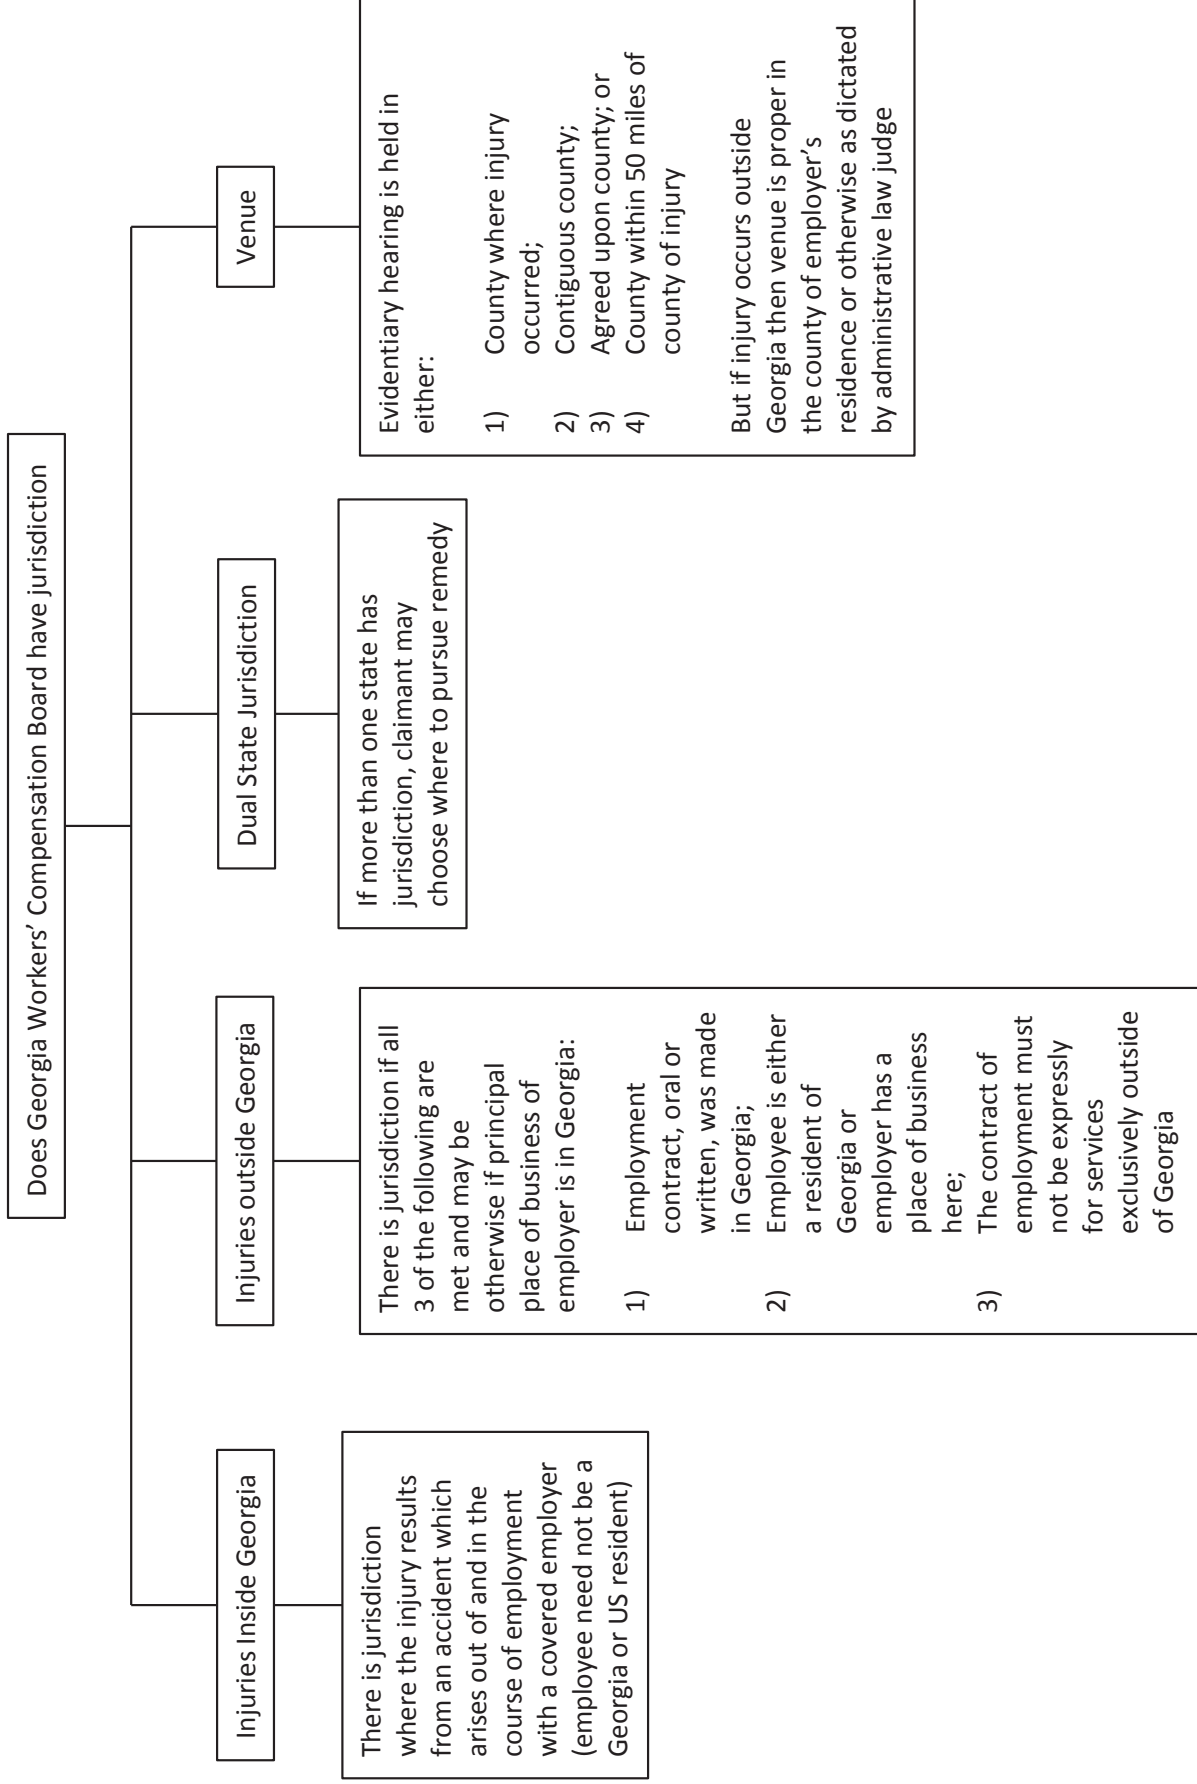 Does Georgia Workers’ Compensation Board have jurisdiction
Injuries Inside Georgia
There is jurisdiction
where the injury results
from an accident which
arises out of and in the
course of employment
with a covered employer
(employee need not be a
Georgia or US resident)
Injuries outside Georgia
There is jurisdiction if all
3 of the following are
met and may be
otherwise if principal
place of business of
employer is in Georgia:
1) Employment
contract, oral or
written, was made
in Georgia;
2) Employee is either
a resident of
Georgia or
employer has a
place of business
here;
3) The contract of
employment must
not be expressly
for services
exclusively outside
of Georgia
Dual State Jurisdiction
If more than one state has
jurisdiction, claimant may
choose where to pursue remedy
Venue
Evidentiary hearing is held in
either:
1) County where injury
occurred;
2) Contiguous county;
3) Agreed upon county; or
4) County within 50 miles of
county of injury
But if injury occurs outside
Georgia then venue is proper in
the county of employer’s
residence or otherwise as dictated
by administrative law judge